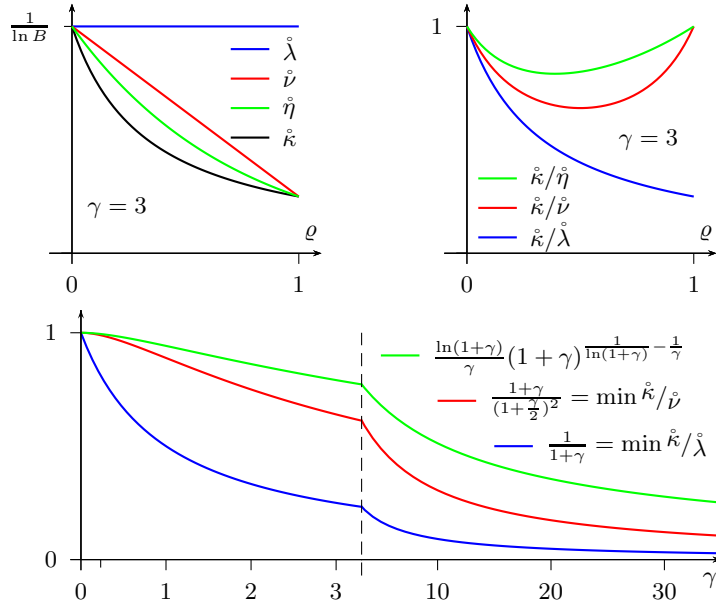 1/ln B
λ̊
ν̊
η̊
κ̊
γ = 3
ϱ
0
1
1
γ = 3
κ̊/η̊
κ̊/ν̊
κ̊/λ̊
ϱ
0
1
1
ln(1+γ)/γ (1 + γ)^(1/ln(1+γ) − 1/γ)
(1+γ)/(1+γ/2)² = min κ̊/ν̊
1/(1+γ) = min κ̊/λ̊
0
0 1 2 3 10 20 30 γ